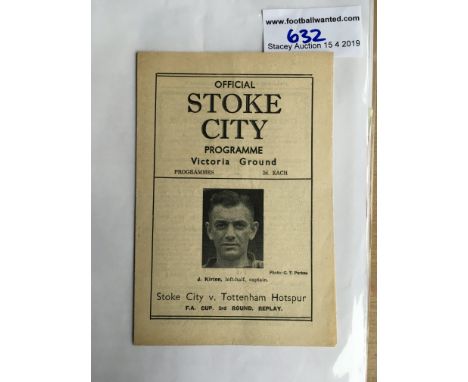 www.footballwanted.com
632
Stacey Auction 15 4 2019
OFFICIAL
STOKE
CITY
PROGRAMME
Victoria Ground
PROGRAMMES 2d. EACH
Photo: C. T. Parkes
J. Kirton, left-half, captain.
Stoke City v. Tottenham Hotspur
F.A. CUP. 3RD ROUND, REPLAY.